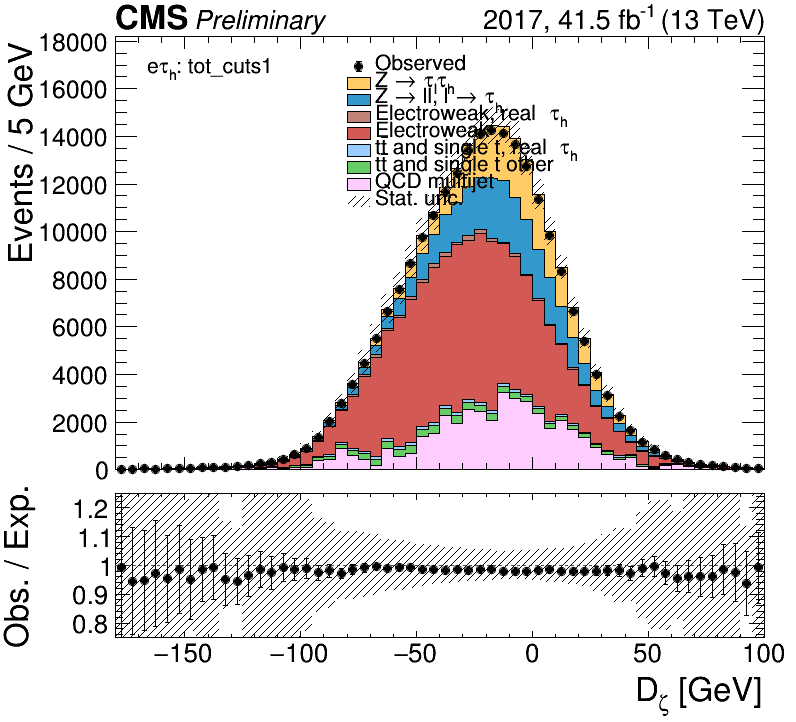 CMS Preliminary 2017, 41.5 fb⁻¹ (13 TeV)
Events / 5 GeV
18000
16000
14000
12000
10000
8000
6000
4000
2000
0
eτₕ: tot_cuts1
Observed
Z → τₗτₕ
Z → ll, l → τₕ
Electroweak, real τₕ
Electroweak
tt and single t, real τₕ
tt and single t other
QCD multijet
Stat. unc.
Obs. / Exp.
1.2
1.1
1
0.9
0.8
−150 −100 −50 0 50 100
D_ζ [GeV]